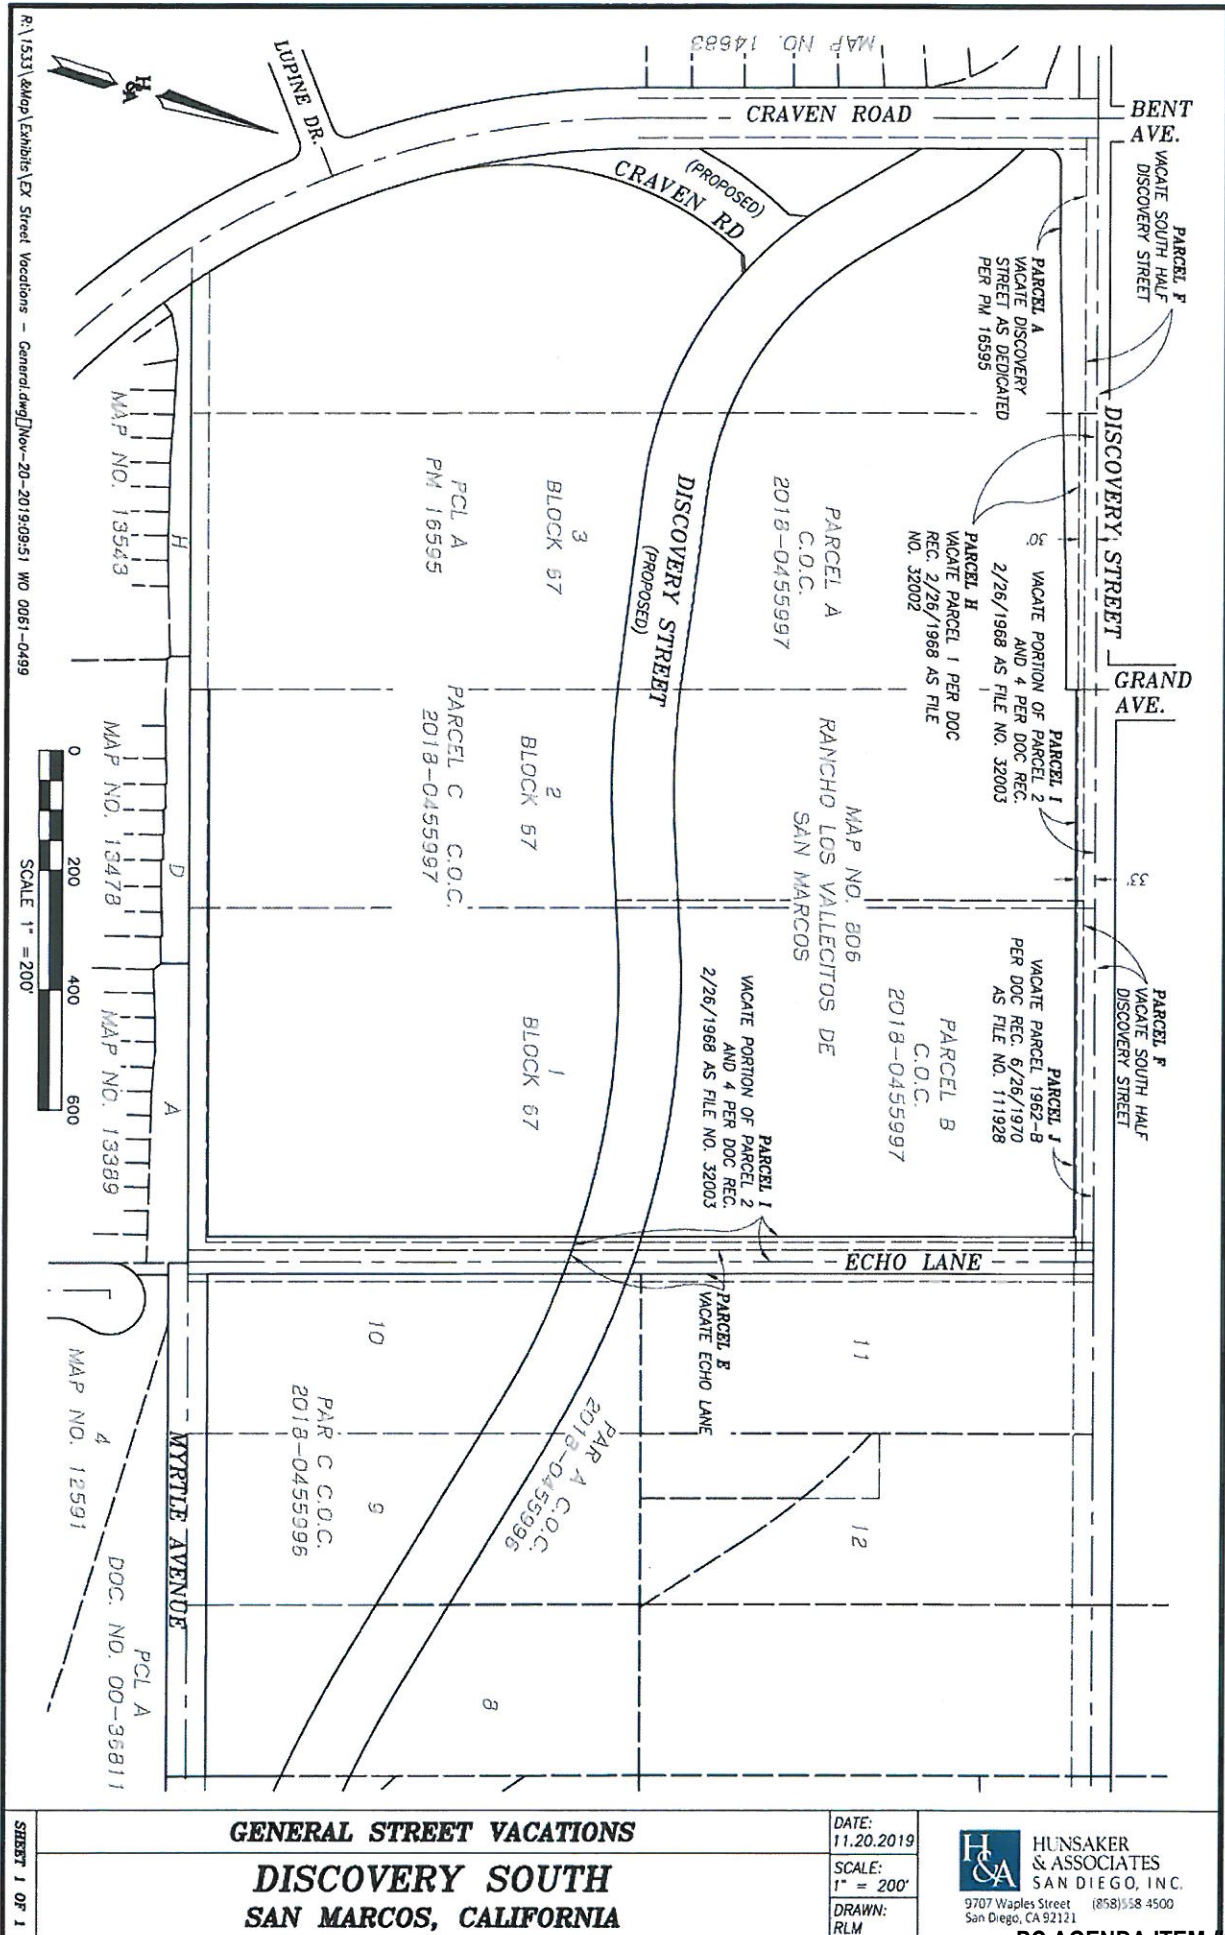 MAP NO. 14683
BENT
AVE.
CRAVEN ROAD
LUPINE DR.
H&A
(PROPOSED)
CRAVEN RD
PARCEL F
VACATE SOUTH HALF
DISCOVERY STREET
PARCEL A
VACATE DISCOVERY
STREET AS DEDICATED
PER PM 16595
DISCOVERY STREET
30'
PARCEL H
VACATE PARCEL 1 PER DOC
REC. 2/26/1968 AS FILE
NO. 32002
GRAND
AVE.
PARCEL I
VACATE PORTION OF PARCEL 2
AND 4 PER DOC REC.
2/26/1968 AS FILE NO. 32003
33'
PARCEL F
VACATE SOUTH HALF
DISCOVERY STREET
PARCEL J
VACATE PARCEL 1962-B
PER DOC REC. 6/26/1970
AS FILE NO. 111928
PARCEL A
C.O.C.
2018-0455997
DISCOVERY STREET
(PROPOSED)
3
BLOCK 67
PCL A
PM 16595
MAP NO. 806
RANCHO LOS VALLECITOS DE
SAN MARCOS
2
BLOCK 67
PARCEL C C.O.C.
2018-0455997
PARCEL B
C.O.C.
2018-0455997
1
BLOCK 67
PARCEL I
VACATE PORTION OF PARCEL 2
AND 4 PER DOC REC.
2/26/1968 AS FILE NO. 32003
ECHO LANE
PARCEL E
VACATE ECHO LANE
H
D
A
MAP NO. 13543
MAP NO. 13478
MAP NO. 13389
0 200 400 600
SCALE 1" = 200'
11
12
10
9
8
PAR A C.O.C.
2018-0455996
PAR C C.O.C.
2018-0455996
MYRTLE AVENUE
4
MAP NO. 12591
PCL A
DOC. NO. 00-36811
R:\1533\&Map\Exhibits\EX Street Vacations - General.dwg[]Nov-20-2019:09:51 WO 0061-0499
SHEET 1 OF 1
GENERAL STREET VACATIONS
DISCOVERY SOUTH
SAN MARCOS, CALIFORNIA
DATE:
11.20.2019
SCALE:
1" = 200'
DRAWN:
RLM
H&A
HUNSAKER
& ASSOCIATES
SAN DIEGO, INC.
9707 Waples Street (858)558 4500
San Diego, CA 92121
AGENDA ITEM